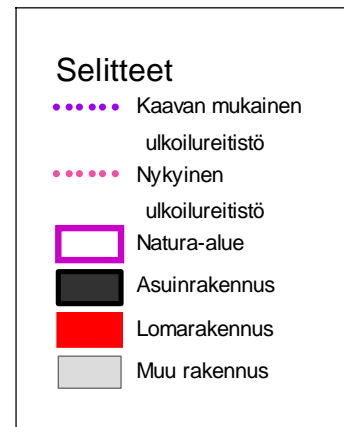 Selitteet
Kaavan mukainen
ulkoilureitistö
Nykyinen
ulkoilureitistö
Natura-alue
Asuinrakennus
Lomarakennus
Muu rakennus